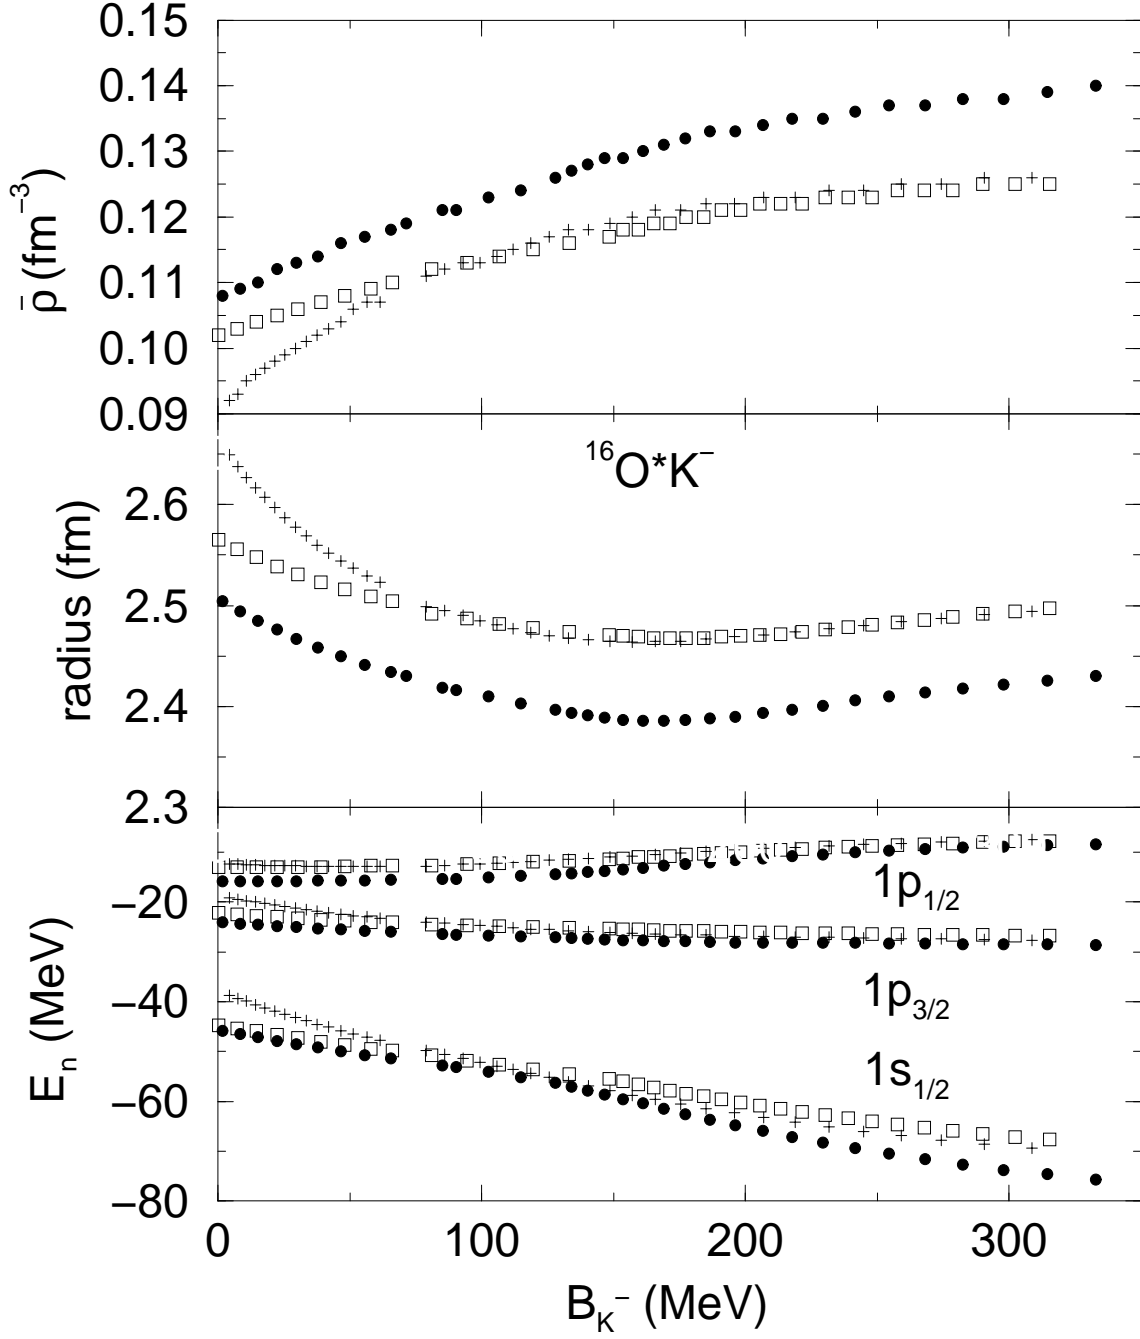 0.15
0.14
0.13
0.12
0.11
0.10
0.09
ρ̄ (fm⁻³)
¹⁶O*K⁻
2.6
2.5
2.4
2.3
radius (fm)
1p₁/₂
1p₃/₂
1s₁/₂
−20
−40
−60
−80
Eₙ (MeV)
0 100 200 300
B_K⁻ (MeV)